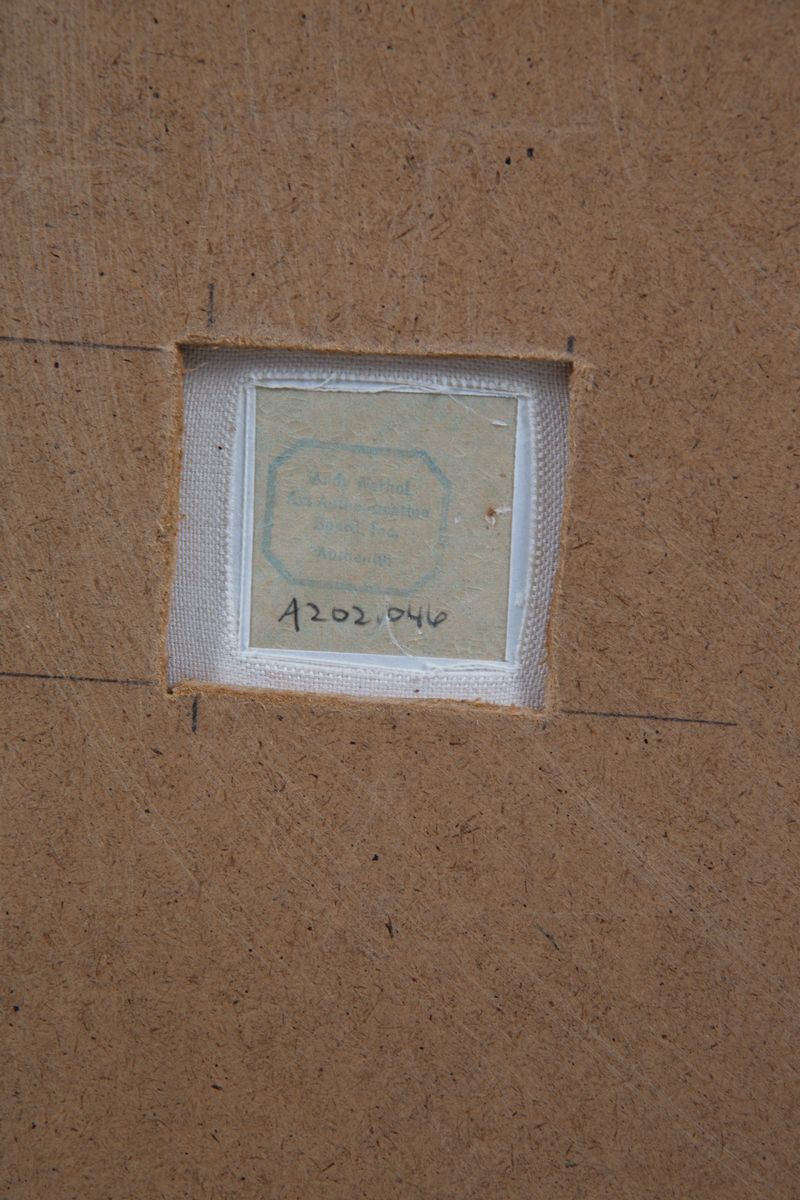 Andy Warhol
Art Authentication
Board, Inc.
Authentic
A202.046